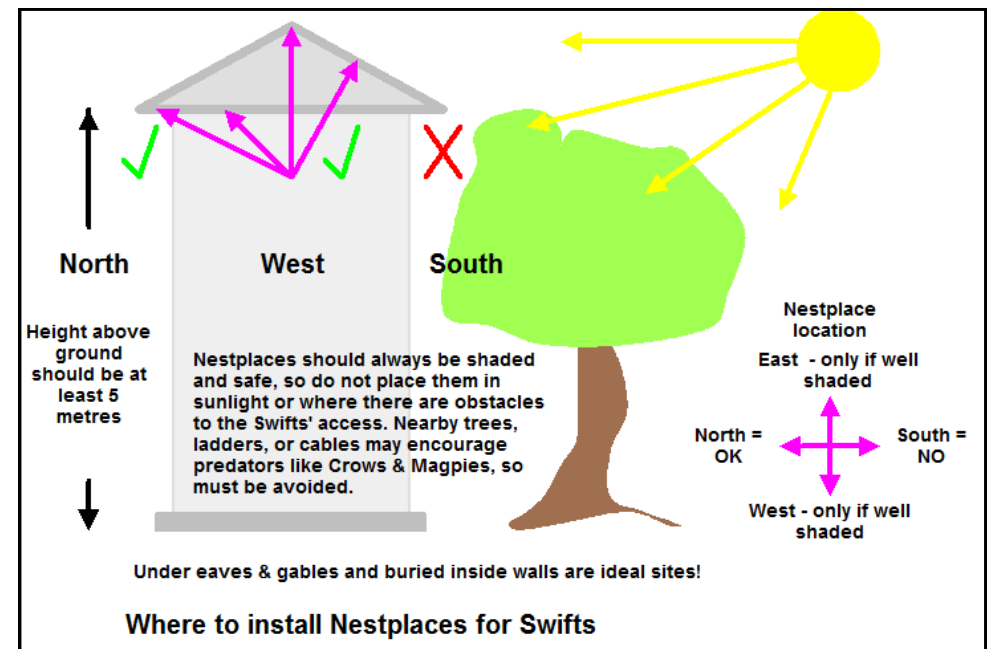 North
West
South
Height above
ground
should be at
least 5
metres
Nestplaces should always be shaded
and safe, so do not place them in
sunlight or where there are obstacles
to the Swifts' access. Nearby trees,
ladders, or cables may encourage
predators like Crows & Magpies, so
must be avoided.
Nestplace
location
East - only if well
shaded
North =
OK
South =
NO
West - only if well
shaded
Under eaves & gables and buried inside walls are ideal sites!
Where to install Nestplaces for Swifts